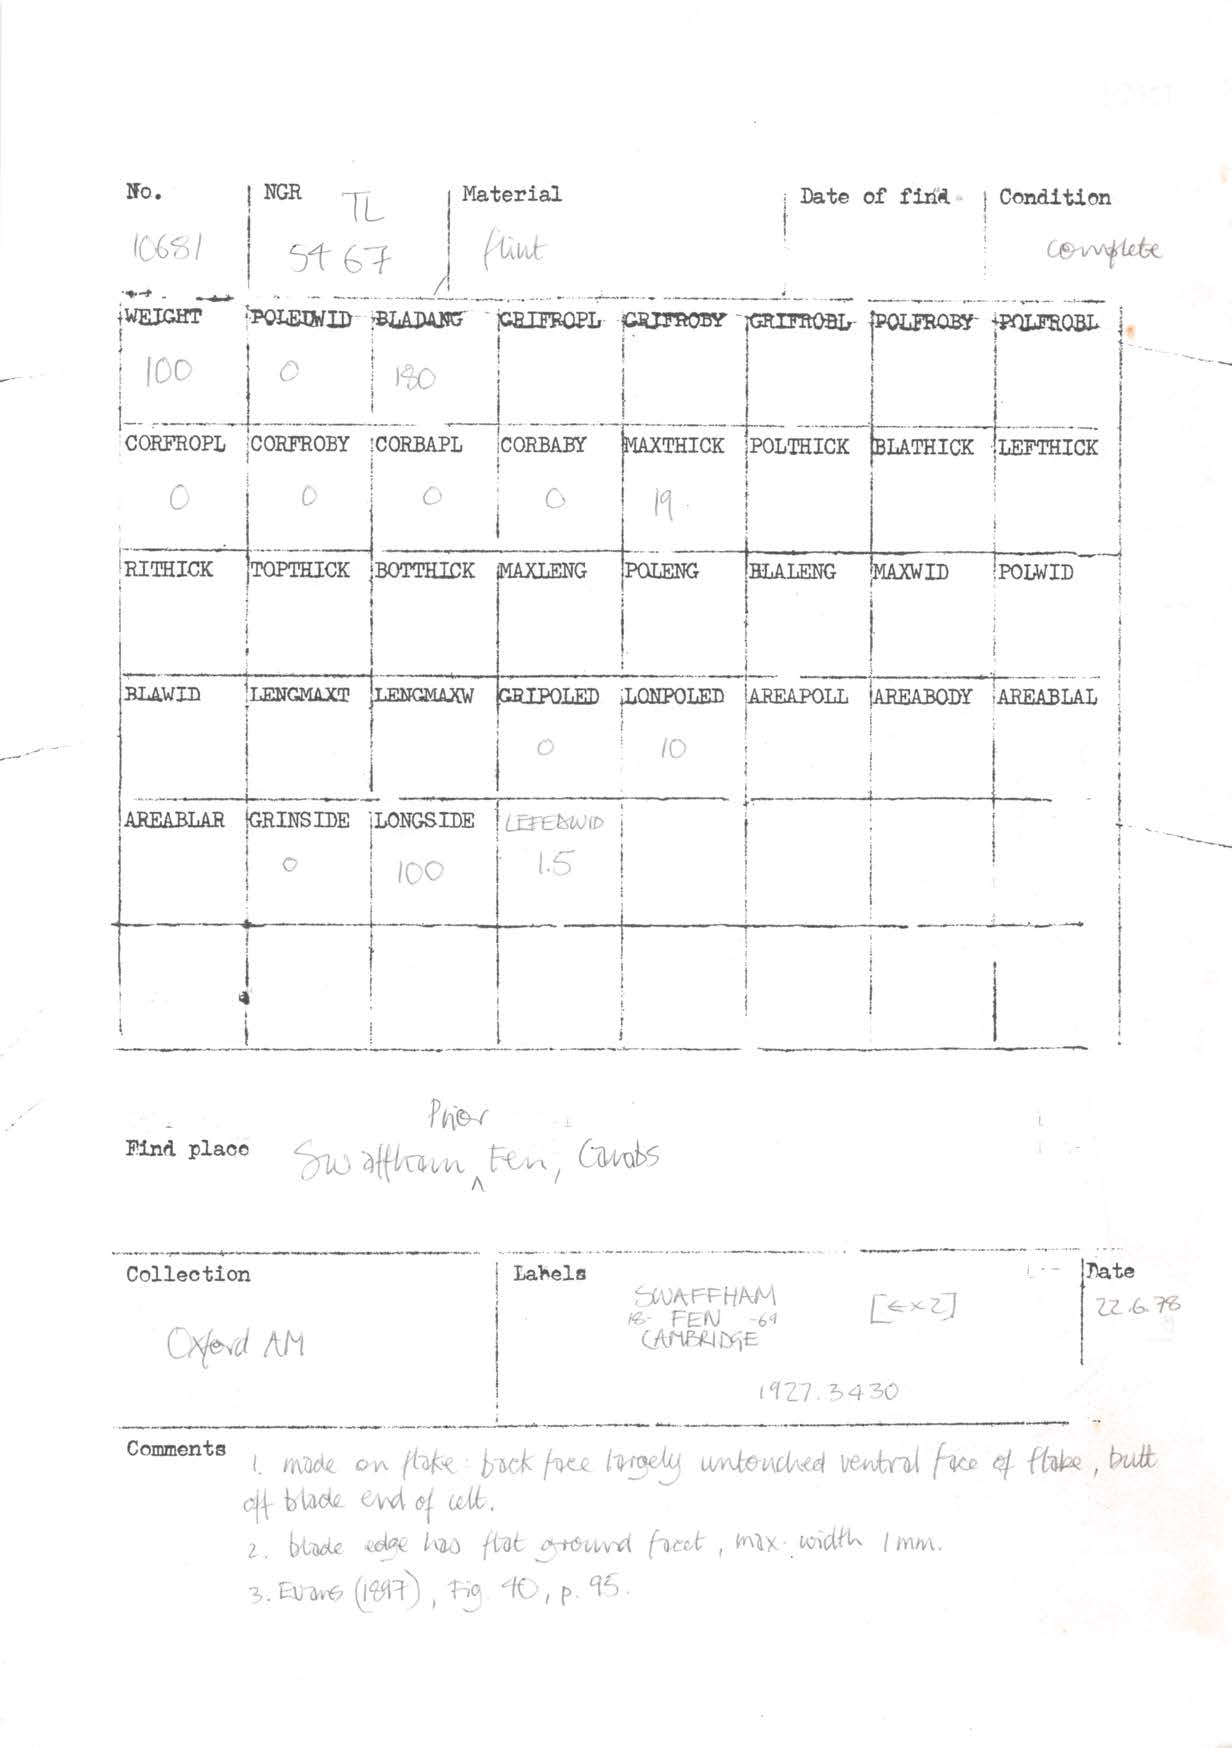 No. NGR TL Material Date of find. Condition
10681 5467 flint complete
WEIGHT POLEDWID BLADANG GRIFROPL GRIFROBY GRIFROBL POLFROBY POLFROBL
100 0 180
CORFROPL CORFROBY CORBAPL CORBABY MAXTHICK POLTHICK BLATHICK LEFTHICK
0 0 0 0 19
RITHICK TOPTHICK BOTTHICK MAXLENG POLENG BLALENG MAXWID POLWID
BLAWID LENGMAXT LENGMAXW GRIPOLED LONPOLED AREAPOLL AREABODY AREABLAL
0 10
AREABLAR GRINSIDE LONGSIDE LEFEDWID
0 100 1.5
Prior
Find place Swaffham ^ Fen, Cambs
Collection Labels Date
SWAFFHAM [E×2] 22.6.78
18- FEN -69
Oxford AM CAMBRIDGE
1927.3430
Comments 1. made on flake: back face largely untouched ventral face of flake, butt
off blade end of celt.
2. blade edge has flat ground facet, max. width 1mm.
3. Evans (1897), Fig. 40, p. 95.